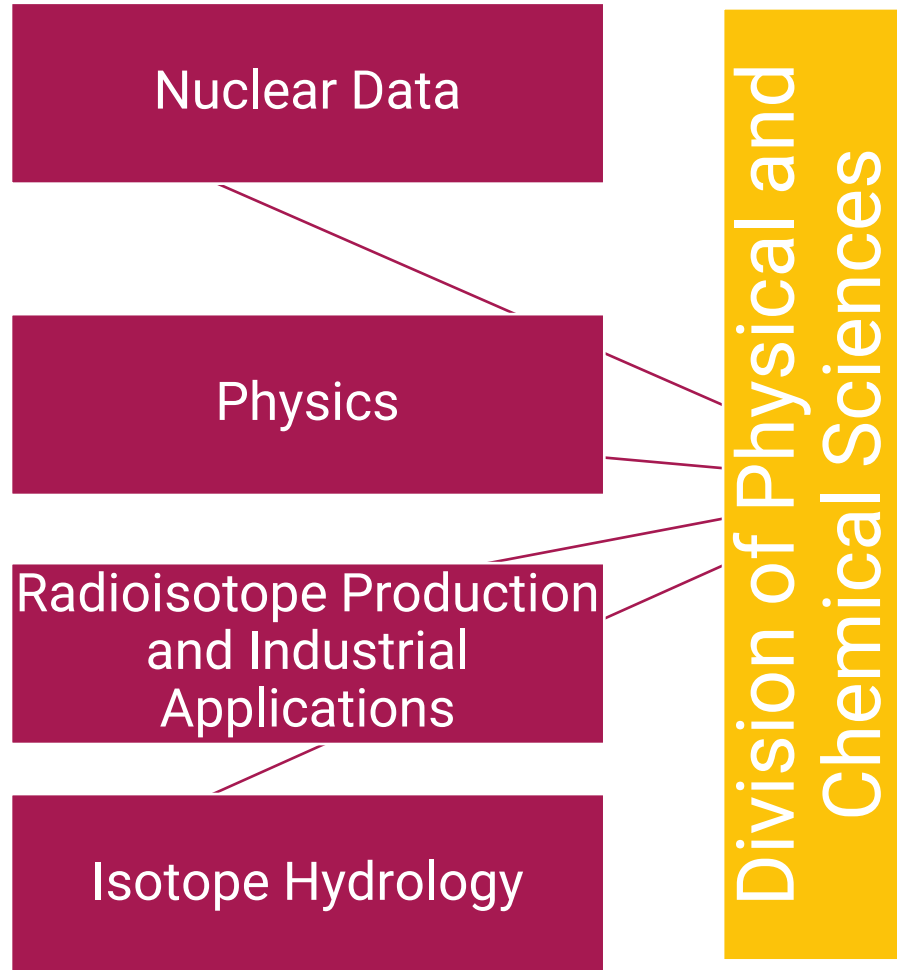 Nuclear Data
Physics
Radioisotope Production
and Industrial
Applications
Isotope Hydrology
Division of Physical and
Chemical Sciences